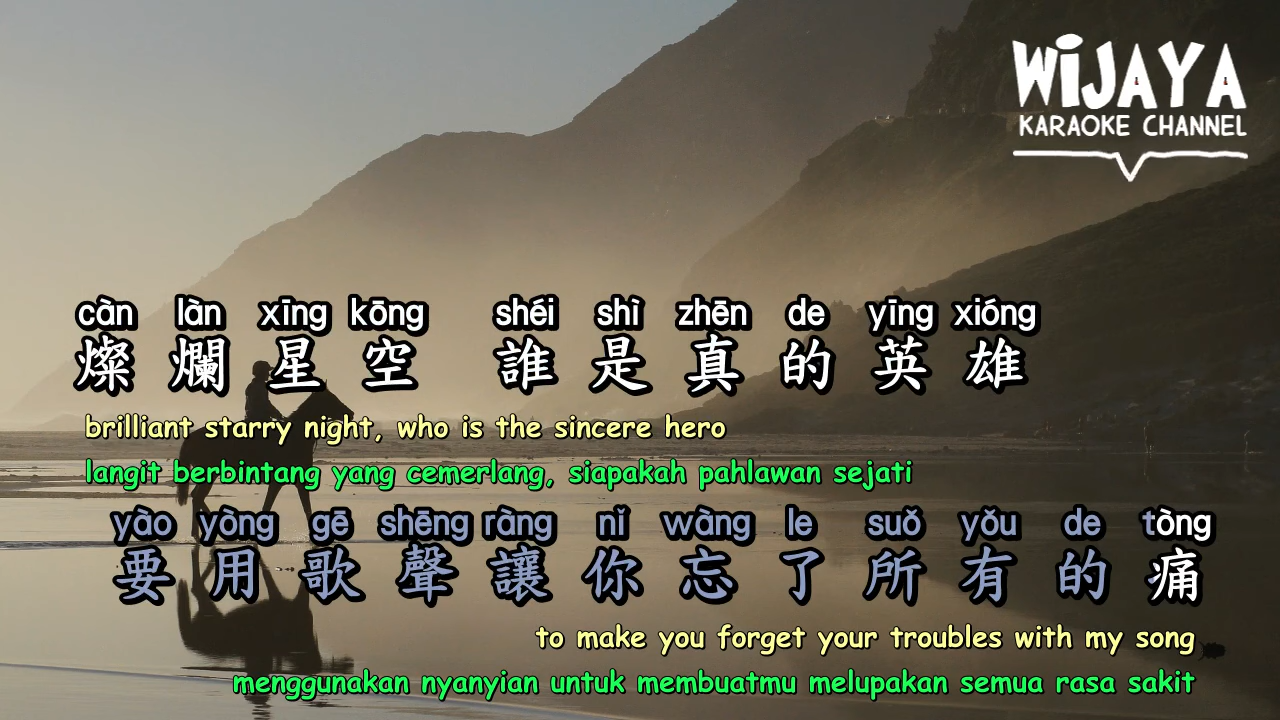 WiJAYA
KARAOKE CHANNEL
càn làn xīng kōng shéi shì zhēn de yīng xióng
燦爛星空 誰是真的英雄
brilliant starry night, who is the sincere hero
langit berbintang yang cemerlang, siapakah pahlawan sejati
yào yòng gē shēng ràng nǐ wàng le suǒ yǒu de tòng
要用歌聲讓你忘了所有的痛
to make you forget your troubles with my song
menggunakan nyanyian untuk membuatmu melupakan semua rasa sakit